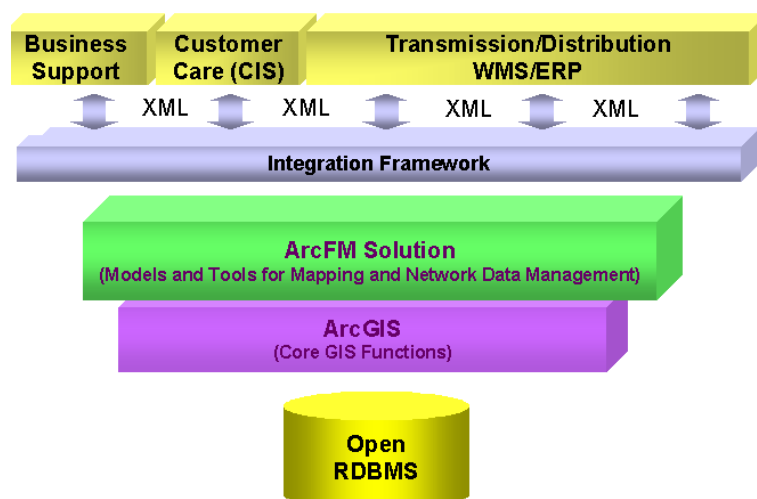 Business
Support
Customer
Care (CIS)
Transmission/Distribution
WMS/ERP
XML XML XML XML
Integration Framework
ArcFM Solution
(Models and Tools for Mapping and Network Data Management)
ArcGIS
(Core GIS Functions)
Open
RDBMS